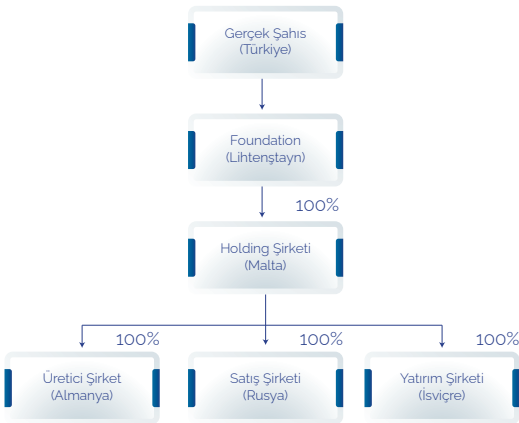 Gerçek Şahıs
(Türkiye)
Foundation
(Lihtenştayn)
100%
Holding Şirketi
(Malta)
100%
100%
100%
Üretici Şirket
(Almanya)
Satış Şirketi
(Rusya)
Yatırım Şirketi
(İsviçre)